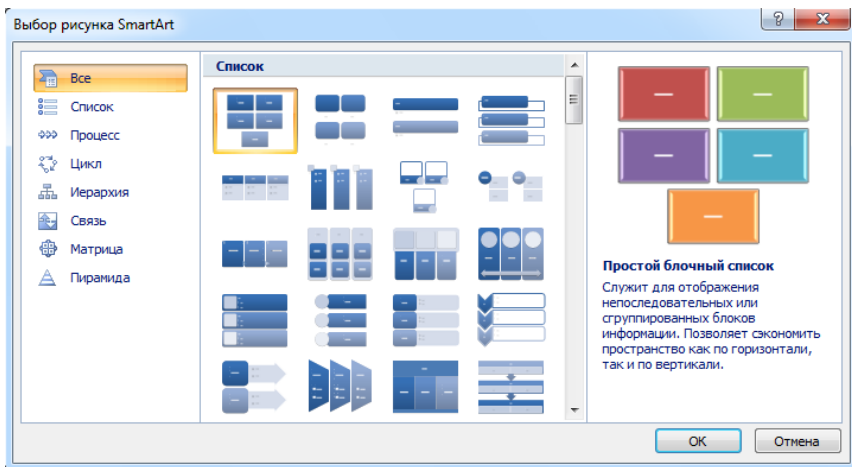 Выбор рисунка SmartArt
Все
Список
Процесс
Цикл
Иерархия
Связь
Матрица
Пирамида
Список
Простой блочный список
Служит для отображения
непоследовательных или
сгруппированных блоков
информации. Позволяет сэкономить
пространство как по горизонтали,
так и по вертикали.
ОК
Отмена